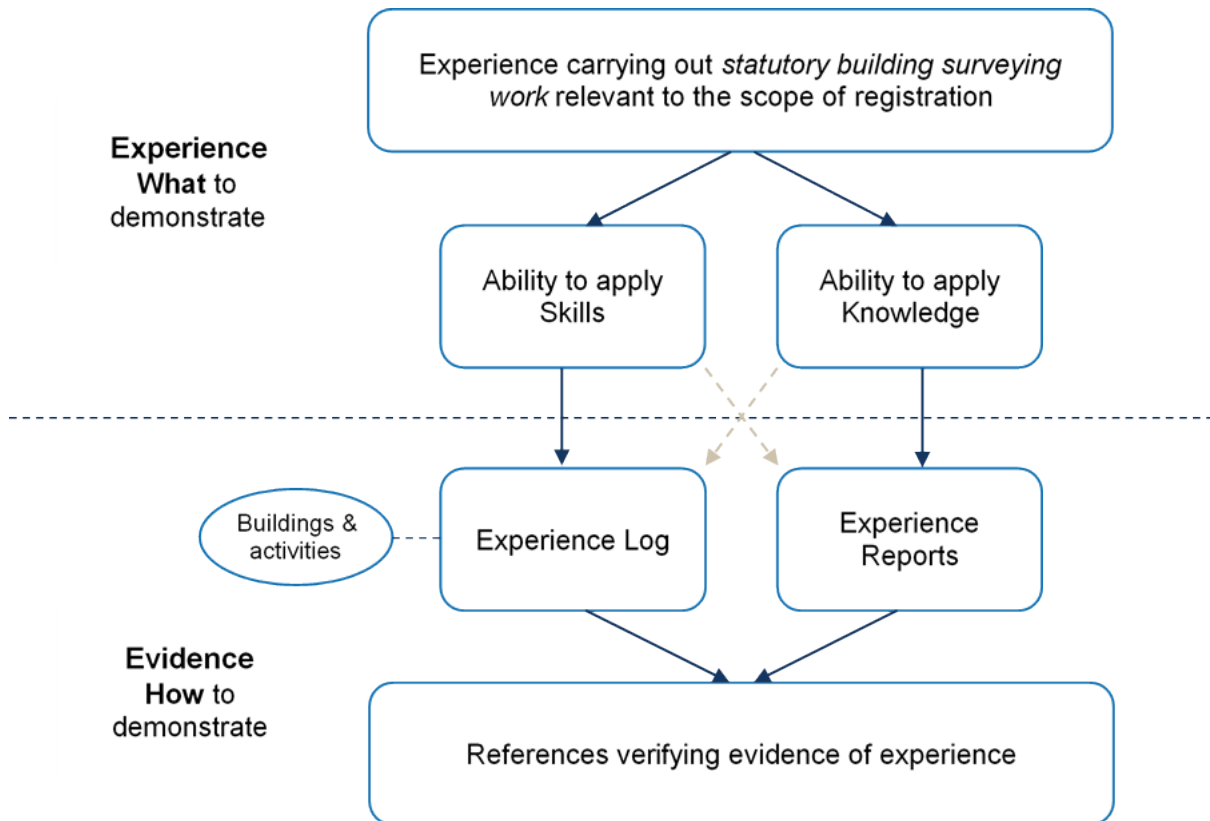 Experience carrying out statutory building surveying
work relevant to the scope of registration
Experience
What to
demonstrate
Ability to apply
Skills
Ability to apply
Knowledge
Buildings &
activities
Experience Log
Experience
Reports
Evidence
How to
demonstrate
References verifying evidence of experience